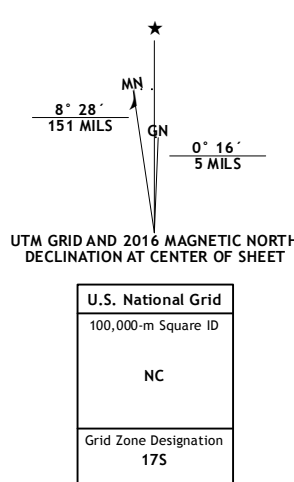 ★
MN
8° 28´
151 MILS
GN
0° 16´
5 MILS
UTM GRID AND 2016 MAGNETIC NORTH
DECLINATION AT CENTER OF SHEET
U.S. National Grid
100,000-m Square ID
NC
Grid Zone Designation
17S